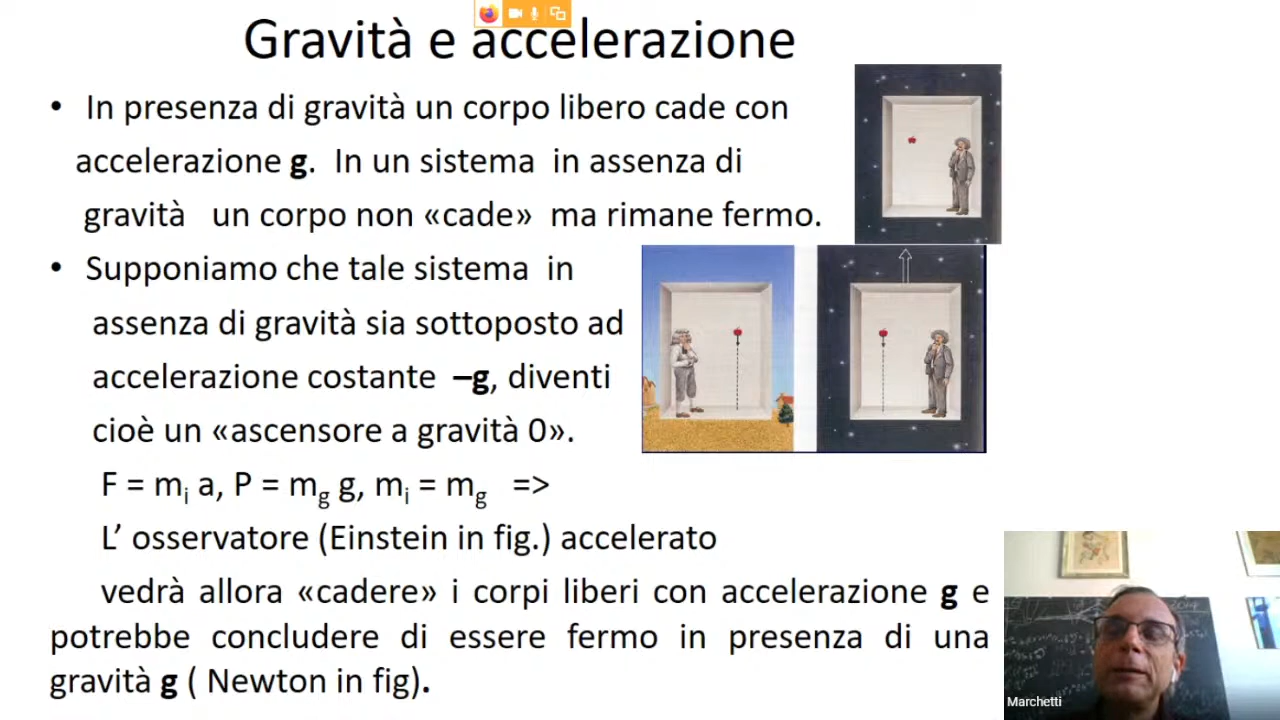 Gravità e accelerazione
• In presenza di gravità un corpo libero cade con
accelerazione g. In un sistema in assenza di
gravità un corpo non «cade» ma rimane fermo.
• Supponiamo che tale sistema in
assenza di gravità sia sottoposto ad
accelerazione costante –g, diventi
cioè un «ascensore a gravità 0».
F = mi a, P = mg g, mi = mg =>
L’ osservatore (Einstein in fig.) accelerato
vedrà allora «cadere» i corpi liberi con accelerazione g e
potrebbe concludere di essere fermo in presenza di una
gravità g ( Newton in fig).
Marchetti